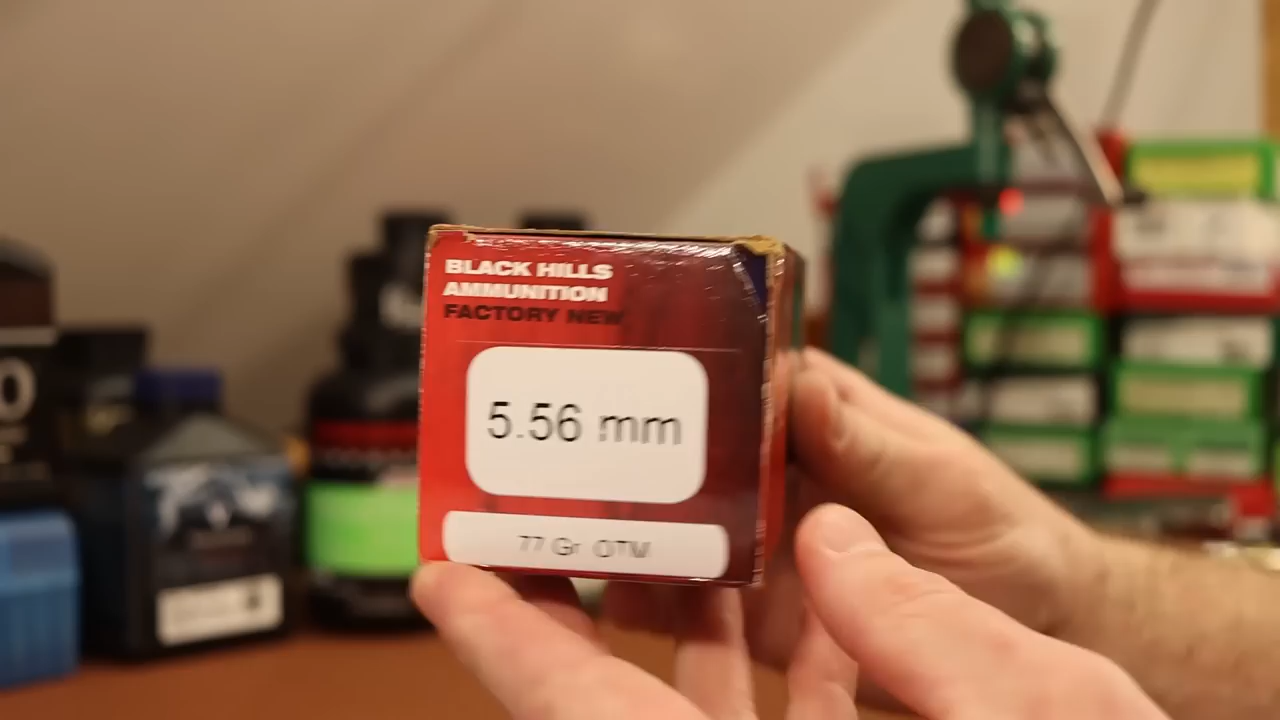 BLACK HILLS
AMMUNITION
FACTORY NEW
5.56 mm
77 Gr OTM